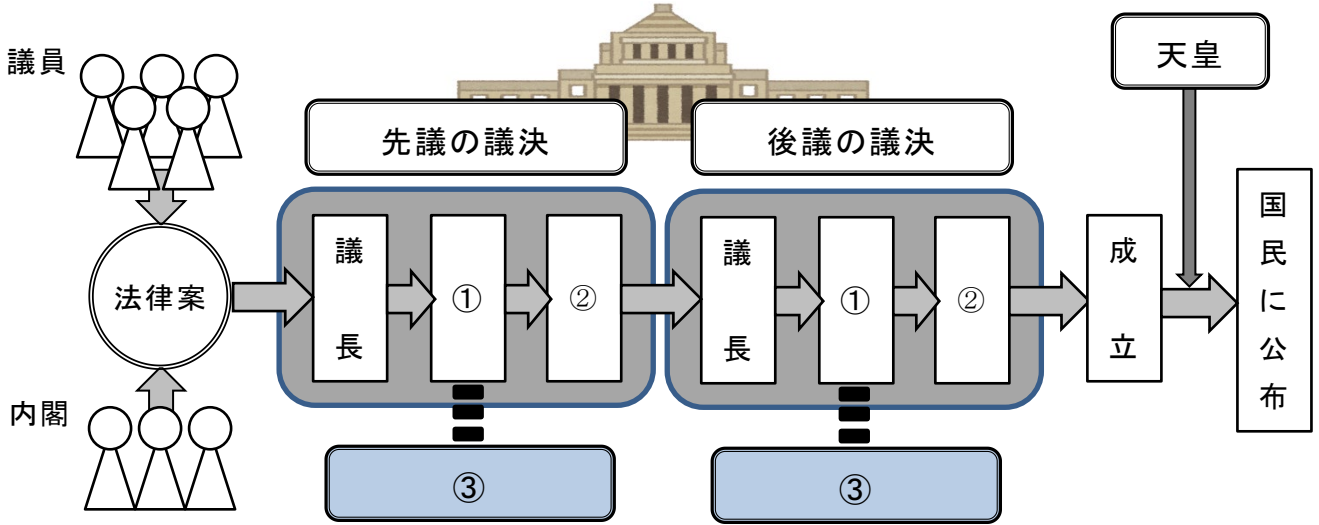 議員
天皇
先議の議決
後議の議決
法律案
議長
①
②
議長
①
②
成立
国民に公布
内閣
③
③